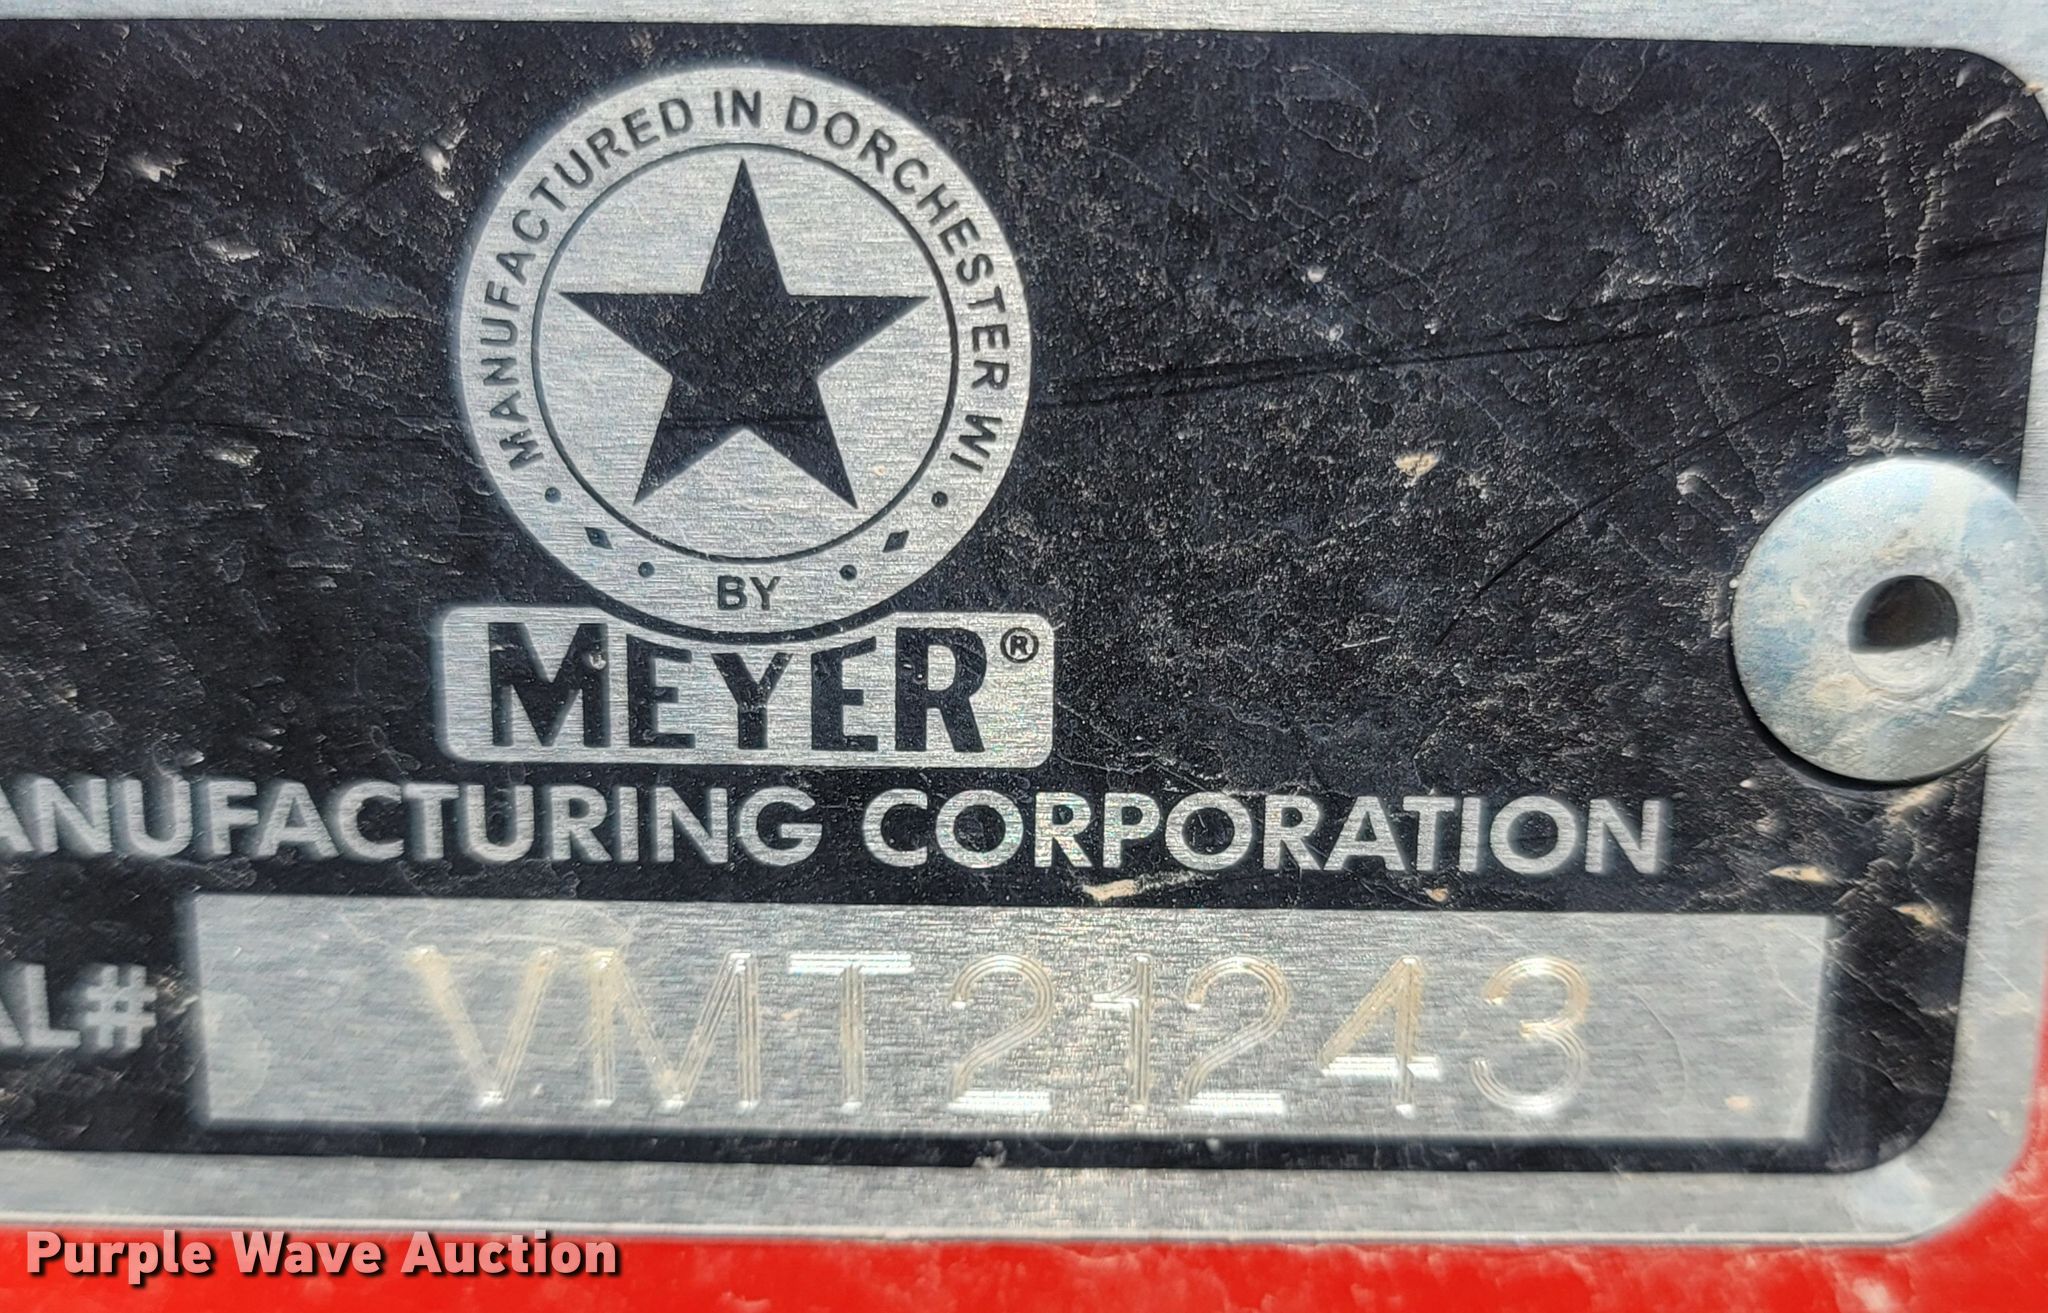 MANUFACTURED IN DORCHESTER WI
BY
MEYER®
ANUFACTURING CORPORATION
AL# VMT21243
Purple Wave Auction